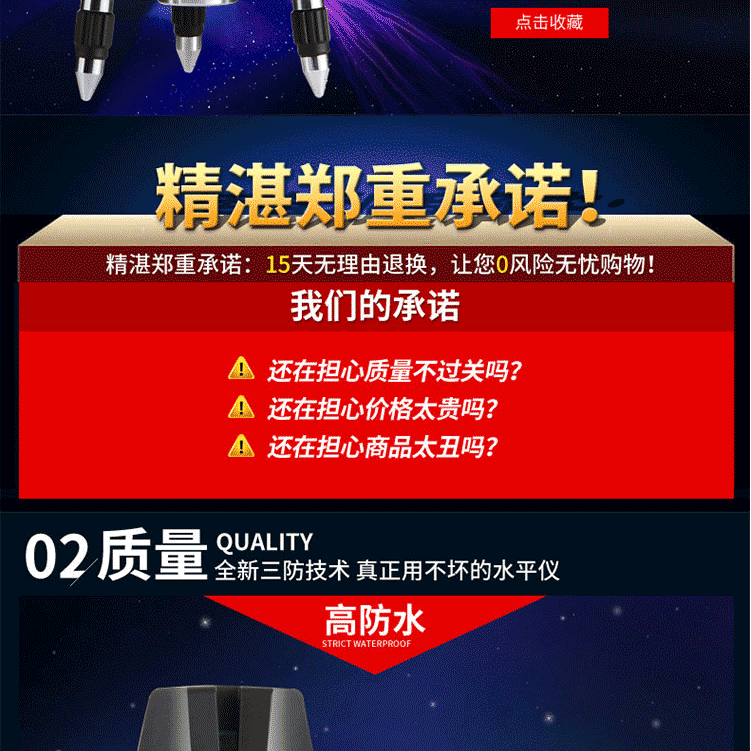 点击收藏
精湛郑重承诺!
精湛郑重承诺：15天无理由退换，让您0风险无忧购物!
我们的承诺
还在担心质量不过关吗?
还在担心价格太贵吗?
还在担心商品太丑吗?
02/质量 QUALITY
全新三防技术 真正用不坏的水平仪
高防水
STRICT WATERPROOF